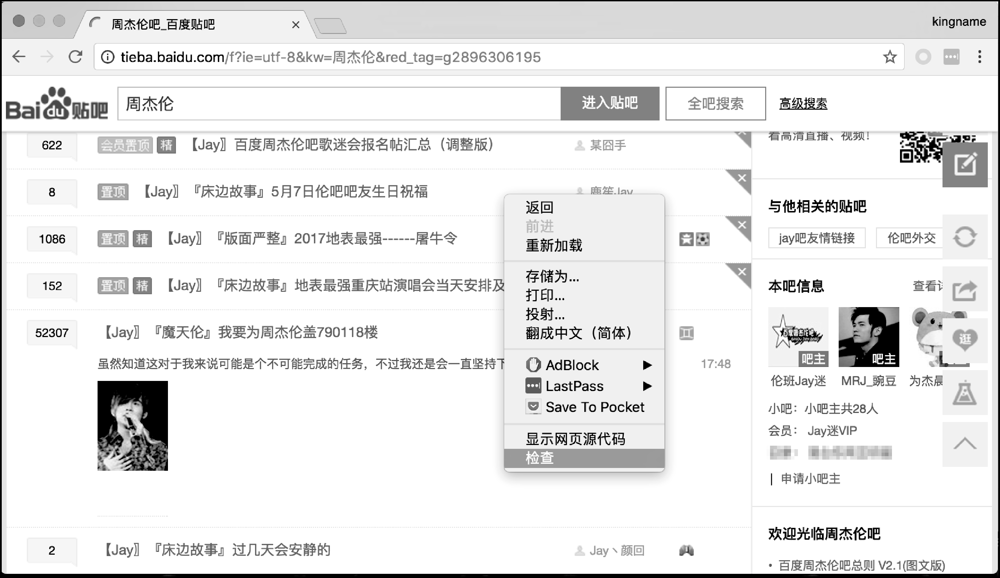 周杰伦吧_百度贴吧
kingname
tieba.baidu.com/f?ie=utf-8&kw=周杰伦&red_tag=g2896306195
Bai du 贴吧
周杰伦
进入贴吧
全吧搜索
高级搜索
622
会员置顶 精 【Jay】百度周杰伦吧歌迷会报名帖汇总（调整版）
某囧手
8
置顶 【Jay】『床边故事』5月7日伦吧吧友生日祝福
鹿笙Jay
1086
置顶 精 【Jay】『版面严整』2017地表最强------屠牛令
152
置顶 精 【Jay】『床边故事』地表最强重庆站演唱会当天安排及
52307
【Jay】『魔天伦』我要为周杰伦盖790118楼
虽然知道这对于我来说可能是个不可能完成的任务，不过我还是会一直坚持下
17:48
2
【Jay】『床边故事』过几天会安静的
Jay丶颜回
返回
前进
重新加载
存储为...
打印...
投射...
翻成中文（简体）
AdBlock
LastPass
Save To Pocket
显示网页源代码
检查
看高清直播、视频！
与他相关的贴吧
jay吧友情链接
伦吧外交
本吧信息
查看
吧主
吧主
伦班Jay迷
MRJ_豌豆
为杰晨
逛
小吧：小吧主共28人
会员： Jay迷VIP
| 申请小吧主
欢迎光临周杰伦吧
• 百度周杰伦吧总则 V2.1(图文版)